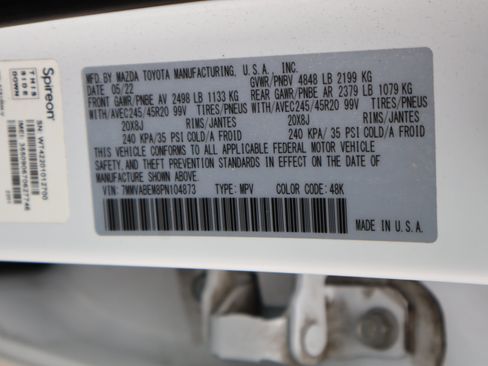 Spireon
THIS
SIDE
DOWN
MFD. BY MAZDA TOYOTA MANUFACTURING, U.S.A., INC.
DATE 05/22 GVWR/PNBV 4848 LB 2199 KG
FRONT GAWR/PNBE AV 2498 LB 1133 KG REAR GAWR/PNBE AR 2379 LB 1079 KG
WITH/AVEC245/45R20 99V TIRES/PNEUS WITH/AVEC245/45R20 99V TIRES/PNEUS
20X8J RIMS/JANTES 20X8J RIMS/JANTES
240 KPA/ 35 PSI COLD/A FROID 240 KPA/ 35 PSI COLD/A FROID
THIS VEHICLE CONFORMS TO ALL APPLICABLE FEDERAL MOTOR VEHICLE
SAFETY AND THEFT PREVENTION STANDARDS IN EFFECT ON THE DATE OF
MANUFACTURE SHOWN ABOVE.
VIN: 7MMVABEM8PN104873 TYPE: MPV COLOR CODE: 48K